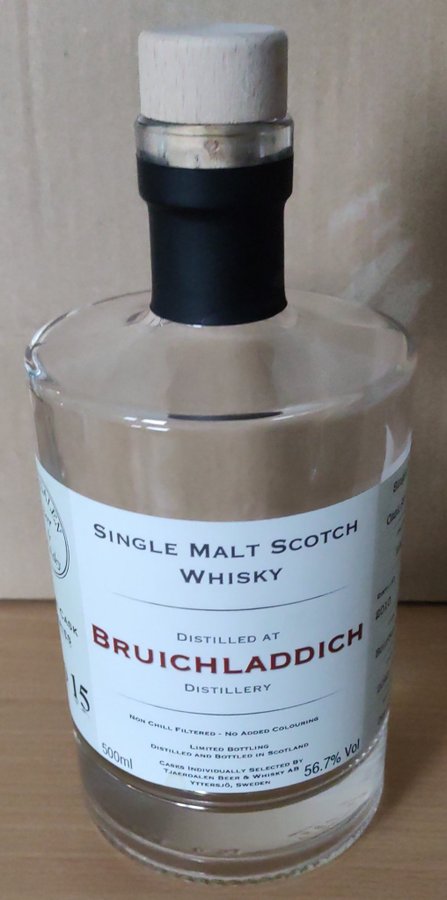 SINGLE MALT SCOTCH
WHISKY
DISTILLED AT
BRUICHLADDICH
DISTILLERY
NON CHILL FILTERED - NO ADDED COLOURING
LIMITED BOTTLING
DISTILLED AND BOTTLED IN SCOTLAND
CASKS INDIVIDUALLY SELECTED BY
TJAERDALEN BEER & WHISKY AB
YTTERSJÖ, SWEDEN
500ml
56.7% Vol
CASK
15